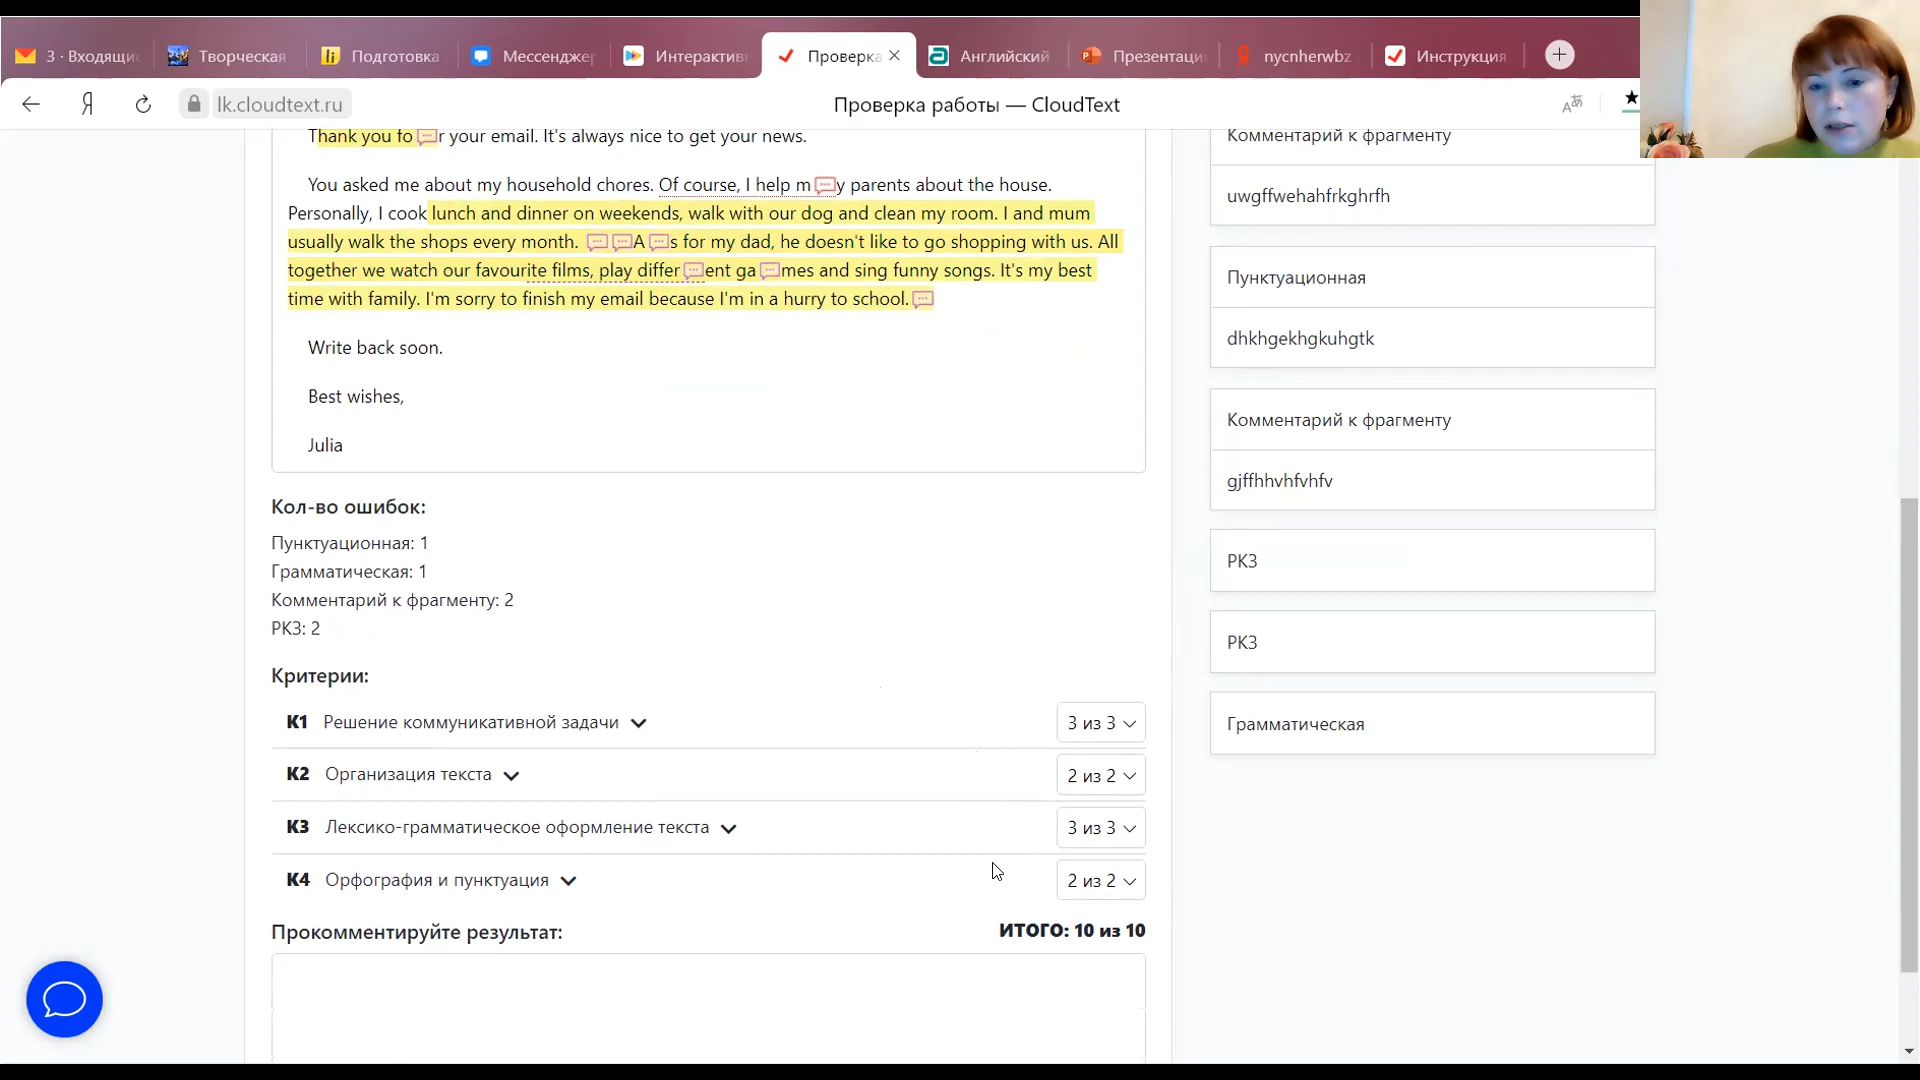 3 · Входящи
Творческая
Подготовка
Мессендже
Интерактив
Проверка
Английский
Презентаци
nycnherwbz
Инструкция
lk.cloudtext.ru
Проверка работы — CloudText
Thank you for your email. It's always nice to get your news.
You asked me about my household chores. Of course, I help my parents about the house.
Personally, I cook lunch and dinner on weekends, walk with our dog and clean my room. I and mum
usually walk the shops every month. As for my dad, he doesn't like to go shopping with us. All
together we watch our favourite films, play different games and sing funny songs. It's my best
time with family. I'm sorry to finish my email because I'm in a hurry to school.
Write back soon.
Best wishes,
Julia
Кол-во ошибок:
Пунктуационная: 1
Грамматическая: 1
Комментарий к фрагменту: 2
РКЗ: 2
Критерии:
К1 Решение коммуникативной задачи 3 из 3
К2 Организация текста 2 из 2
К3 Лексико-грамматическое оформление текста 3 из 3
К4 Орфография и пунктуация 2 из 2
Прокомментируйте результат: ИТОГО: 10 из 10
Комментарий к фрагменту
uwgffwehahfrkghrfh
Пунктуационная
dhkhgekhgkuhgtk
Комментарий к фрагменту
gjffhhvhfvhfv
РКЗ
РКЗ
Грамматическая